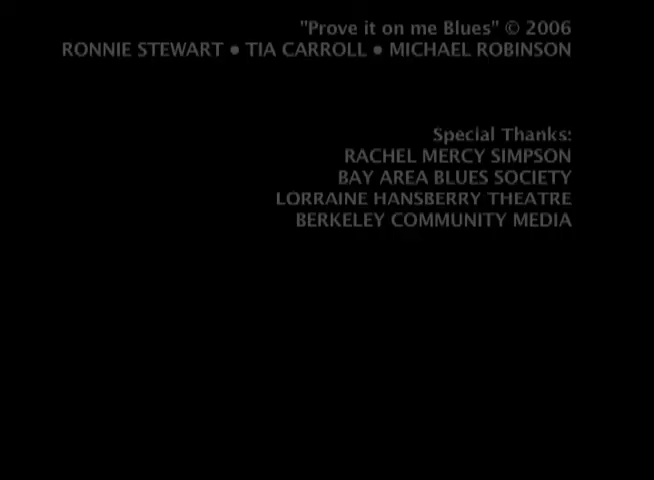 "Prove it on me Blues" © 2006
RONNIE STEWART ● TIA CARROLL ● MICHAEL ROBINSON
Special Thanks:
RACHEL MERCY SIMPSON
BAY AREA BLUES SOCIETY
LORRAINE HANSBERRY THEATRE
BERKELEY COMMUNITY MEDIA